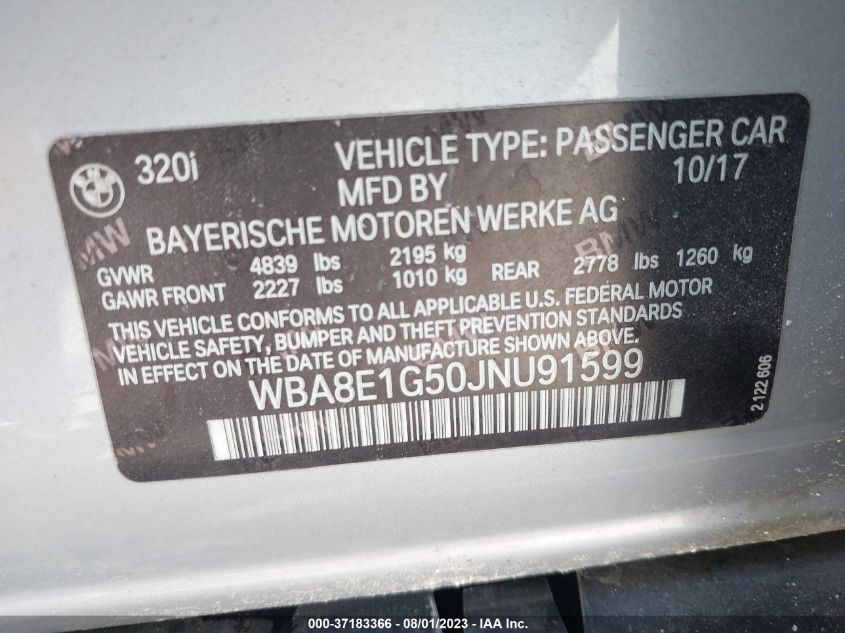 BMW
320i
VEHICLE TYPE: PASSENGER CAR
MFD BY 10/17
BAYERISCHE MOTOREN WERKE AG
GVWR 4839 lbs 2195 kg
GAWR FRONT 2227 lbs 1010 kg REAR 2778 lbs 1260 kg
THIS VEHICLE CONFORMS TO ALL APPLICABLE U.S. FEDERAL MOTOR
VEHICLE SAFETY, BUMPER AND THEFT PREVENTION STANDARDS
IN EFFECT ON THE DATE OF MANUFACTURE SHOWN ABOVE.
WBA8E1G50JNU91599
2 122 606
000-37183366 - 08/01/2023 - IAA, Inc.